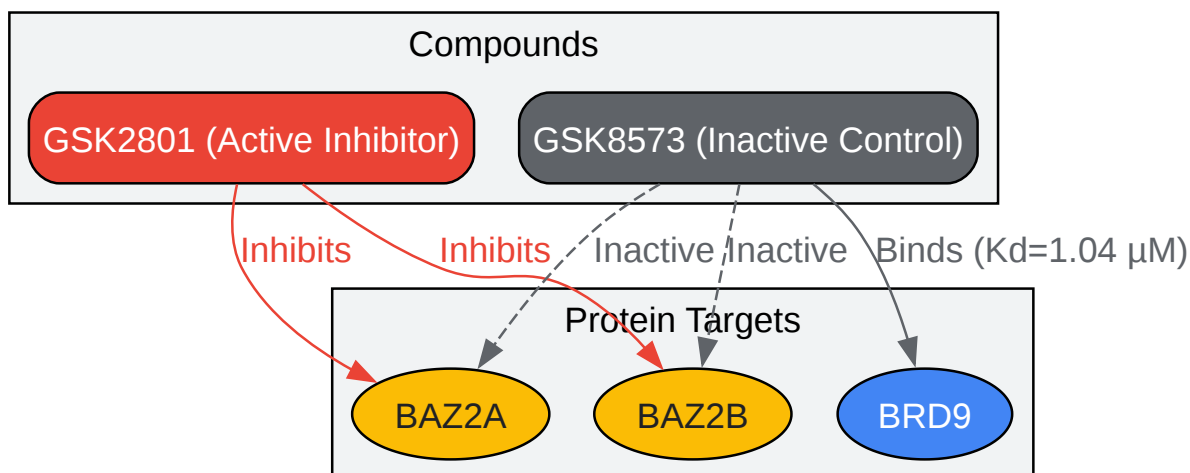 Compounds
GSK2801 (Active Inhibitor)
GSK8573 (Inactive Control)
Inhibits
Inhibits
Inactive
Inactive
Binds (Kd=1.04 µM)
Protein Targets
BAZ2A
BAZ2B
BRD9